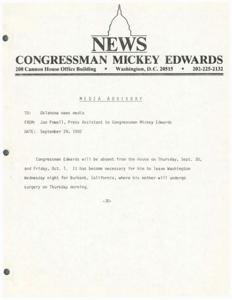 NEWS
CONGRESSMAN MICKEY EDWARDS
208 Cannon House Office Building • Washington, D.C. 20515 • 202-225-2132
MEDIA ADVISORY
TO: Oklahoma news media
FROM: Jan Powell, Press Assistant to Congressman Mickey Edwards
DATE: September 29, 1982
Congressman Edwards will be absent from the House on Thursday, Sept. 30,
and Friday, Oct. 1. It has become necessary for him to leave Washington
Wednesday night for Burbank, California, where his mother will undergo
surgery on Thursday morning.
-30-